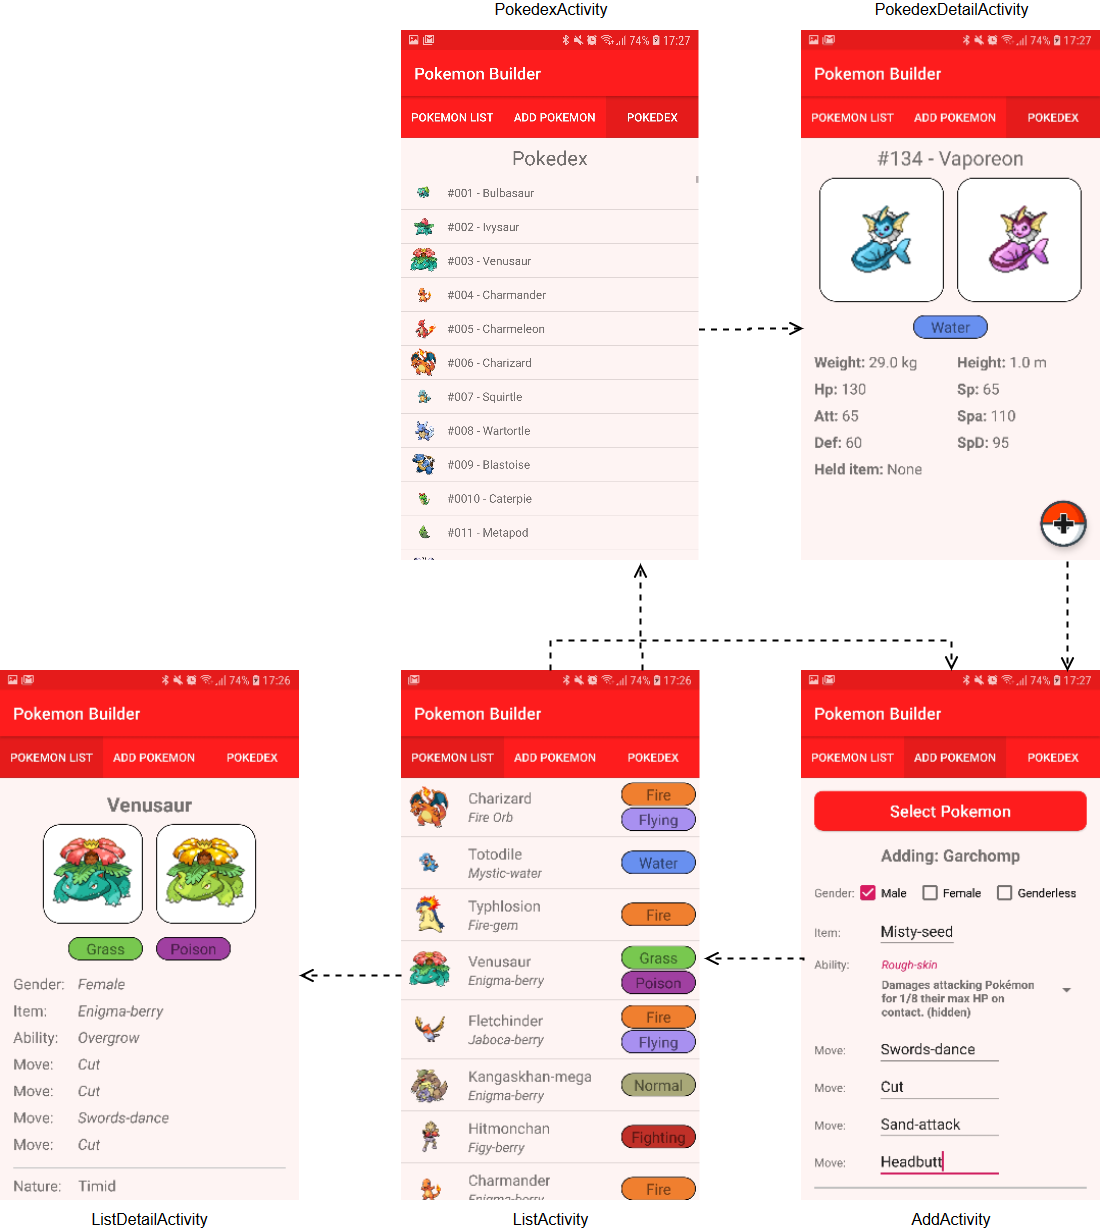 PokedexActivity
74% 17:27
Pokemon Builder
POKEMON LIST ADD POKEMON POKEDEX
Pokedex
#001 - Bulbasaur
#002 - Ivysaur
#003 - Venusaur
#004 - Charmander
#005 - Charmeleon
#006 - Charizard
#007 - Squirtle
#008 - Wartortle
#009 - Blastoise
#0010 - Caterpie
#011 - Metapod
PokedexDetailActivity
74% 17:27
Pokemon Builder
POKEMON LIST ADD POKEMON POKEDEX
#134 - Vaporeon
Water
Weight: 29.0 kg Height: 1.0 m
Hp: 130 Sp: 65
Att: 65 Spa: 110
Def: 60 SpD: 95
Held item: None
74% 17:26
Pokemon Builder
POKEMON LIST ADD POKEMON POKEDEX
Venusaur
Grass Poison
Gender: Female
Item: Enigma-berry
Ability: Overgrow
Move: Cut
Move: Cut
Move: Swords-dance
Move: Cut
Nature: Timid
ListDetailActivity
74% 17:26
Pokemon Builder
POKEMON LIST ADD POKEMON POKEDEX
Charizard Fire
Fire Orb Flying
Totodile Water
Mystic-water
Typhlosion Fire
Fire-gem
Venusaur Grass
Enigma-berry Poison
Fletchinder Fire
Jaboca-berry Flying
Kangaskhan-mega Normal
Enigma-berry
Hitmonchan Fighting
Figy-berry
Charmander Fire
Enigma-berry
ListActivity
74% 17:27
Pokemon Builder
POKEMON LIST ADD POKEMON POKEDEX
Select Pokemon
Adding: Garchomp
Gender: Male Female Genderless
Item: Misty-seed
Ability: Rough-skin
Damages attacking Pokémon
for 1/8 their max HP on
contact. (hidden)
Move: Swords-dance
Move: Cut
Move: Sand-attack
Move: Headbutt
AddActivity